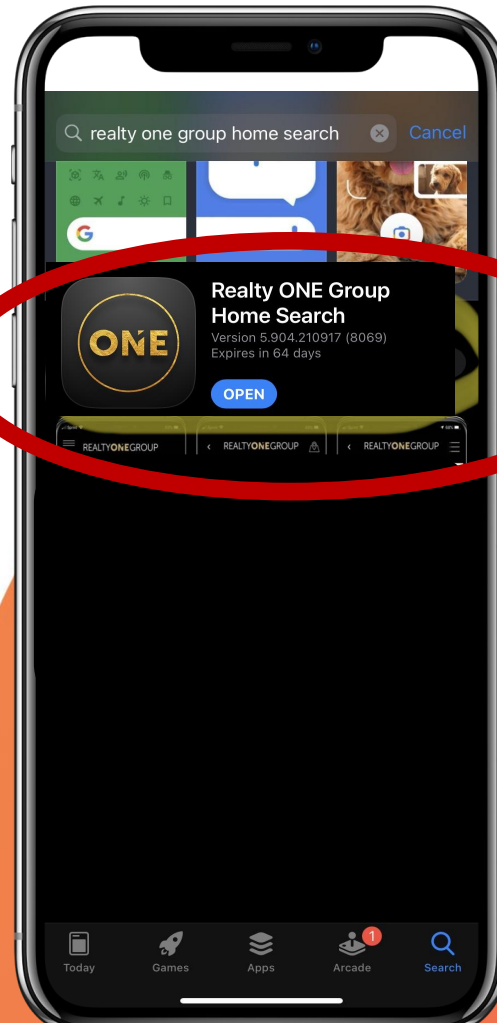 realty one group home search
Cancel
G
ONE
Realty ONE Group
Home Search
Version 5.904.210917 (8069)
Expires in 64 days
OPEN
REALTYONEGROUP
REALTYONEGROUP
REALTYONEGROUP
1
Today
Games
Apps
Arcade
Search